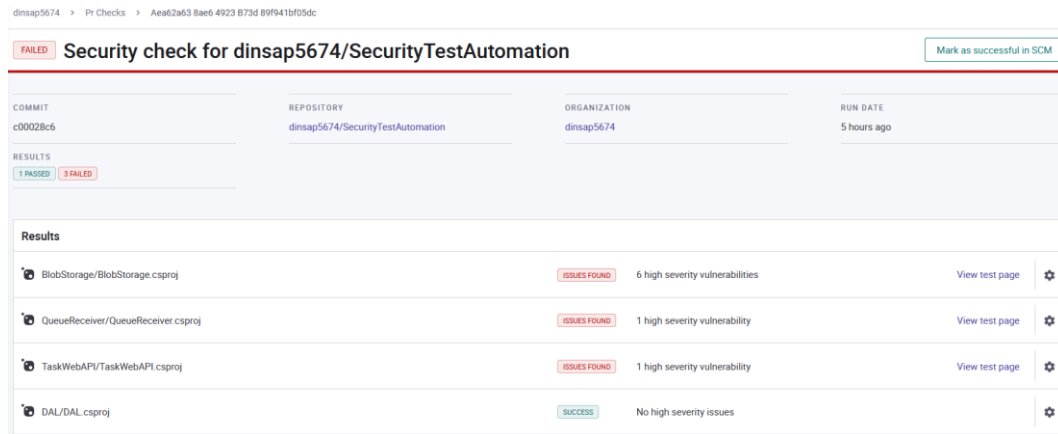 dinsap5674 > Pr Checks > Aea62a63 8ae6 4923 B73d 89f941bf05dc
FAILED Security check for dinsap5674/SecurityTestAutomation Mark as successful in SCM
COMMIT REPOSITORY ORGANIZATION RUN DATE
c00028c6 dinsap5674/SecurityTestAutomation dinsap5674 5 hours ago
RESULTS
1 PASSED 3 FAILED
Results
BlobStorage/BlobStorage.csproj ISSUES FOUND 6 high severity vulnerabilities View test page
QueueReceiver/QueueReceiver.csproj ISSUES FOUND 1 high severity vulnerability View test page
TaskWebAPI/TaskWebAPI.csproj ISSUES FOUND 1 high severity vulnerability View test page
DAL/DAL.csproj SUCCESS No high severity issues